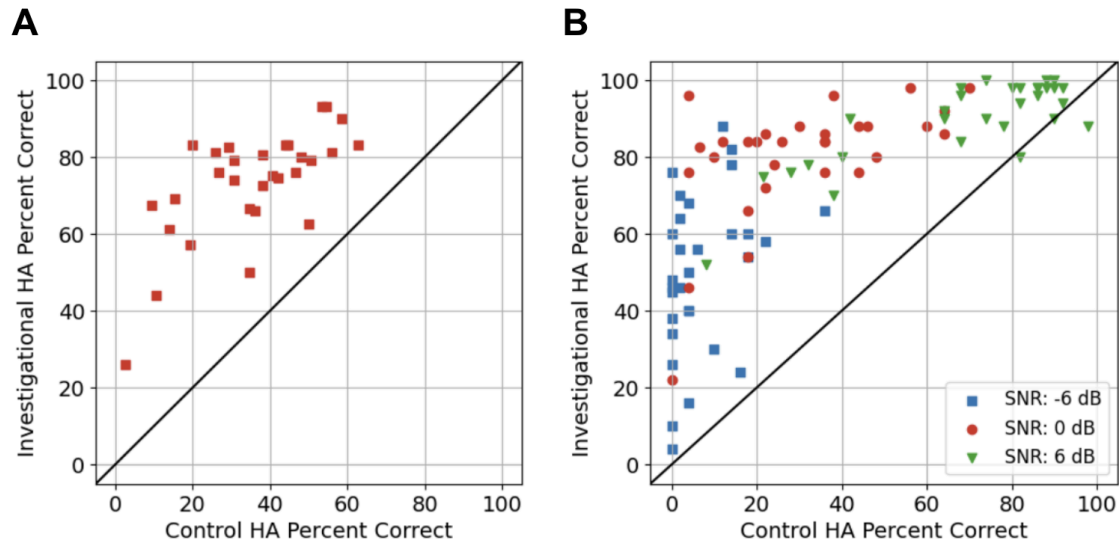 A
B
Investigational HA Percent Correct
100
80
60
40
20
0
0 20 40 60 80 100
Control HA Percent Correct
Investigational HA Percent Correct
100
80
60
40
20
0
0 20 40 60 80 100
Control HA Percent Correct
SNR: -6 dB
SNR: 0 dB
SNR: 6 dB